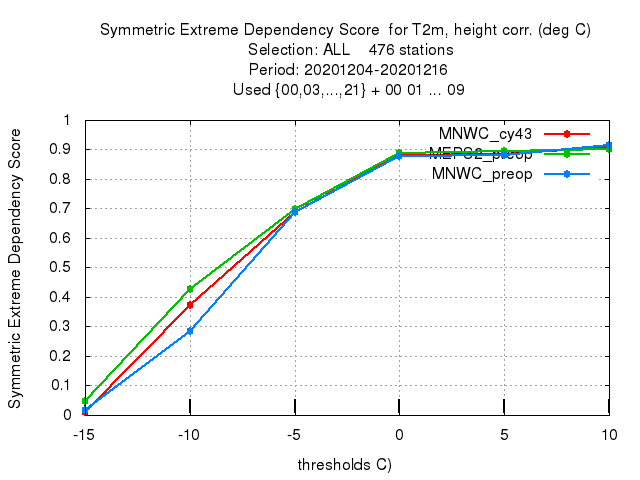 Symmetric Extreme Dependency Score  for T2m, height corr. (deg C)
Selection: ALL    476 stations
Period: 20201204-20201216
Used {00,03,...,21} + 00 01 ... 09
Symmetric Extreme Dependency Score
1
0.9
0.8
0.7
0.6
0.5
0.4
0.3
0.2
0.1
0
MNWC_cy43
MEPS2_preop
MNWC_preop
-15 -10 -5 0 5 10
thresholds C)